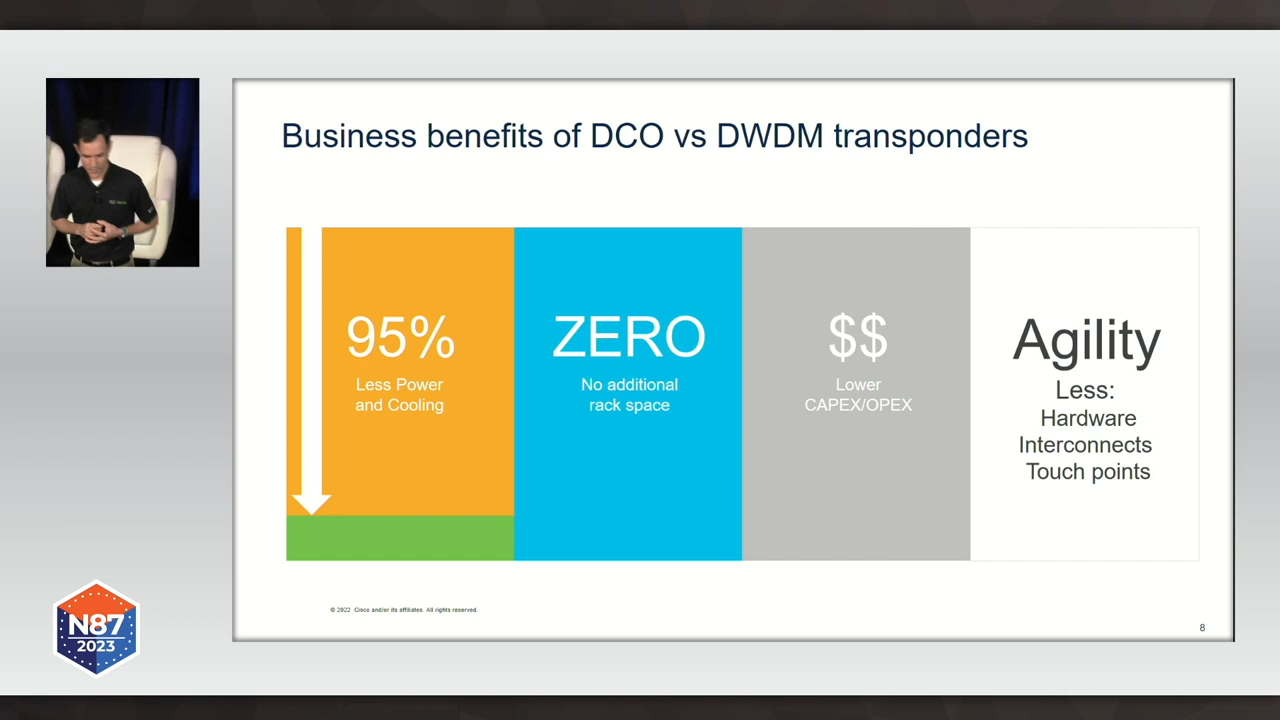 Business benefits of DCO vs DWDM transponders
95%
Less Power
and Cooling
ZERO
No additional
rack space
$$
Lower
CAPEX/OPEX
Agility
Less:
Hardware
Interconnects
Touch points
© 2022 Cisco and/or its affiliates. All rights reserved.
8
N87
2023